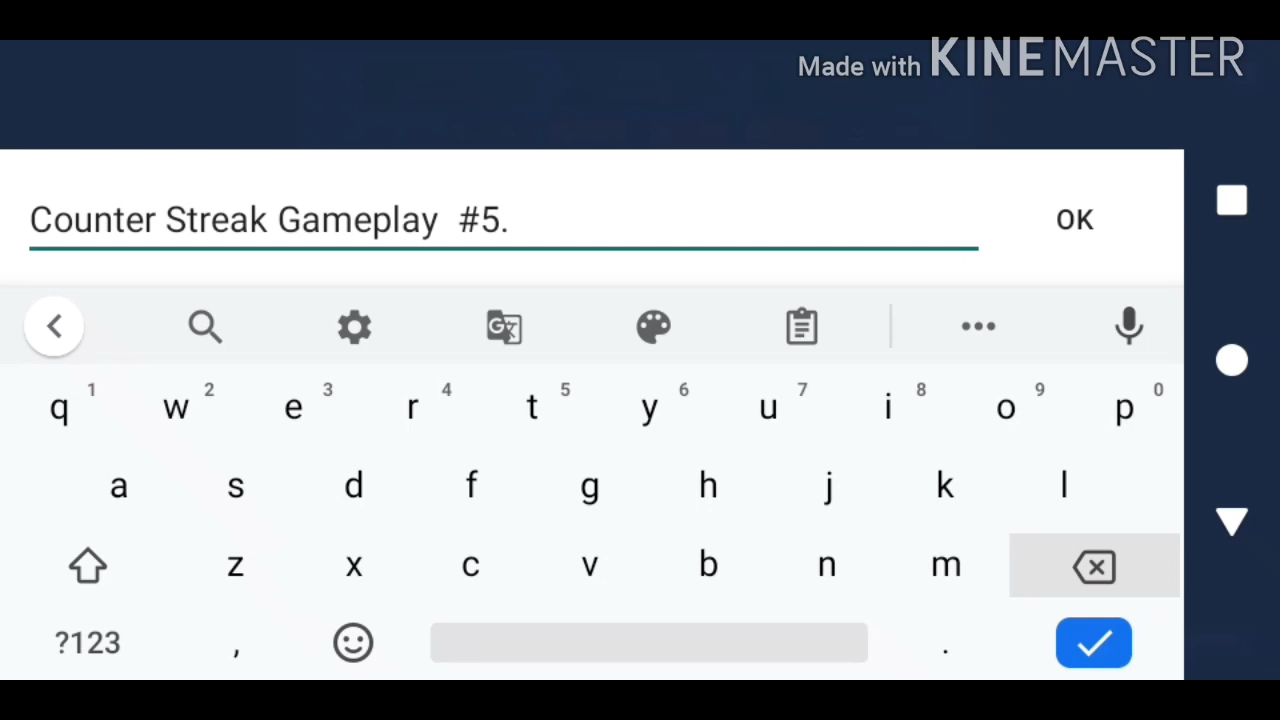 Made with KINEMASTER
Counter Streak Gameplay  #5.
OK
q 1 w 2 e 3 r 4 t 5 y 6 u 7 i 8 o 9 p 0
a s d f g h j k l
z x c v b n m
?123 , .